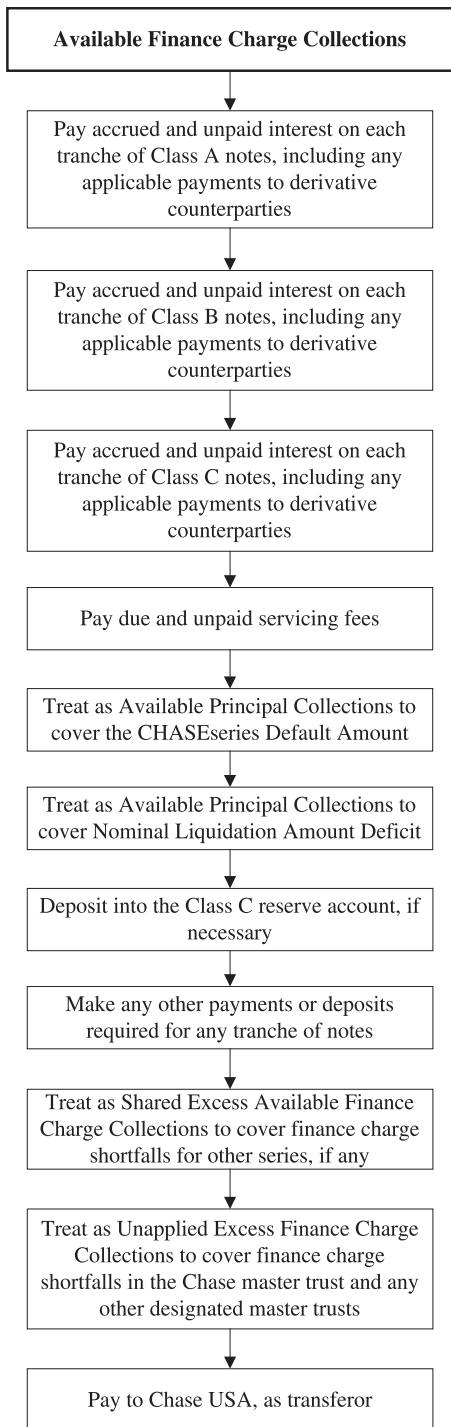 Available Finance Charge Collections
Pay accrued and unpaid interest on each
tranche of Class A notes, including any
applicable payments to derivative
counterparties
Pay accrued and unpaid interest on each
tranche of Class B notes, including any
applicable payments to derivative
counterparties
Pay accrued and unpaid interest on each
tranche of Class C notes, including any
applicable payments to derivative
counterparties
Pay due and unpaid servicing fees
Treat as Available Principal Collections to
cover the CHASEseries Default Amount
Treat as Available Principal Collections to
cover Nominal Liquidation Amount Deficit
Deposit into the Class C reserve account, if
necessary
Make any other payments or deposits
required for any tranche of notes
Treat as Shared Excess Available Finance
Charge Collections to cover finance charge
shortfalls for other series, if any
Treat as Unapplied Excess Finance Charge
Collections to cover finance charge
shortfalls in the Chase master trust and any
other designated master trusts
Pay to Chase USA, as transferor